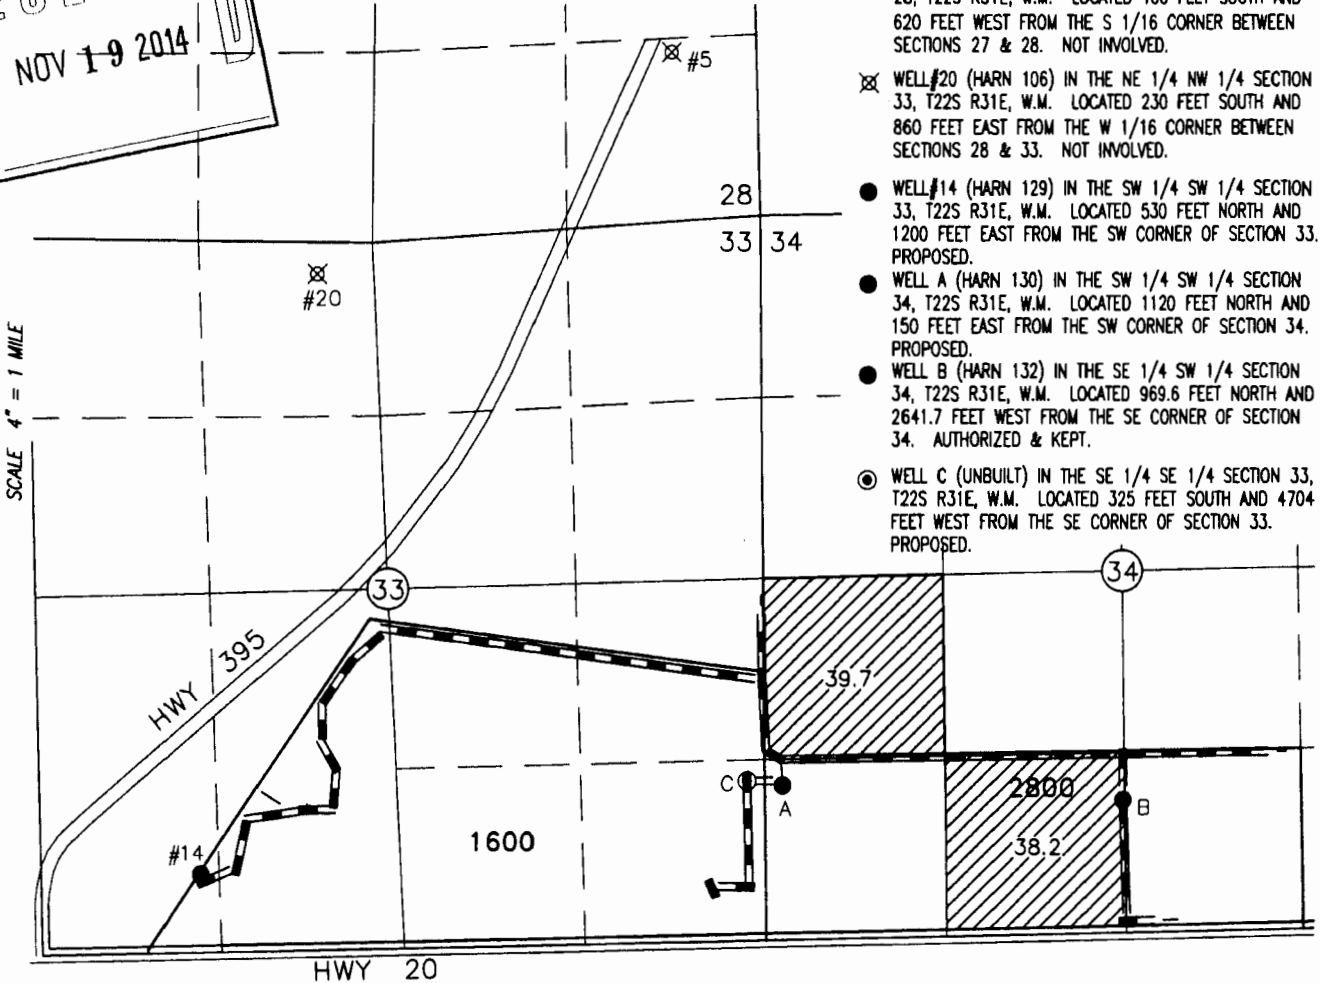 NOV 19 2014
28, T22S R31E, W.M. LOCATED 100 FEET SOUTH AND
620 FEET WEST FROM THE S 1/16 CORNER BETWEEN
SECTIONS 27 & 28. NOT INVOLVED.
WELL#20 (HARN 106) IN THE NE 1/4 NW 1/4 SECTION
33, T22S R31E, W.M. LOCATED 230 FEET SOUTH AND
860 FEET EAST FROM THE W 1/16 CORNER BETWEEN
SECTIONS 28 & 33. NOT INVOLVED.
WELL#14 (HARN 129) IN THE SW 1/4 SW 1/4 SECTION
33, T22S R31E, W.M. LOCATED 530 FEET NORTH AND
1200 FEET EAST FROM THE SW CORNER OF SECTION 33.
PROPOSED.
WELL A (HARN 130) IN THE SW 1/4 SW 1/4 SECTION
34, T22S R31E, W.M. LOCATED 1120 FEET NORTH AND
150 FEET EAST FROM THE SW CORNER OF SECTION 34.
PROPOSED.
WELL B (HARN 132) IN THE SE 1/4 SW 1/4 SECTION
34, T22S R31E, W.M. LOCATED 969.6 FEET NORTH AND
2641.7 FEET WEST FROM THE SE CORNER OF SECTION
34. AUTHORIZED & KEPT.
WELL C (UNBUILT) IN THE SE 1/4 SE 1/4 SECTION 33,
T22S R31E, W.M. LOCATED 325 FEET SOUTH AND 4704
FEET WEST FROM THE SE CORNER OF SECTION 33.
PROPOSED.
#5
28
33 34
#20
SCALE 4" = 1 MILE
33
34
HWY 395
39.7
C
A
2800
B
#14
1600
38.2
HWY 20